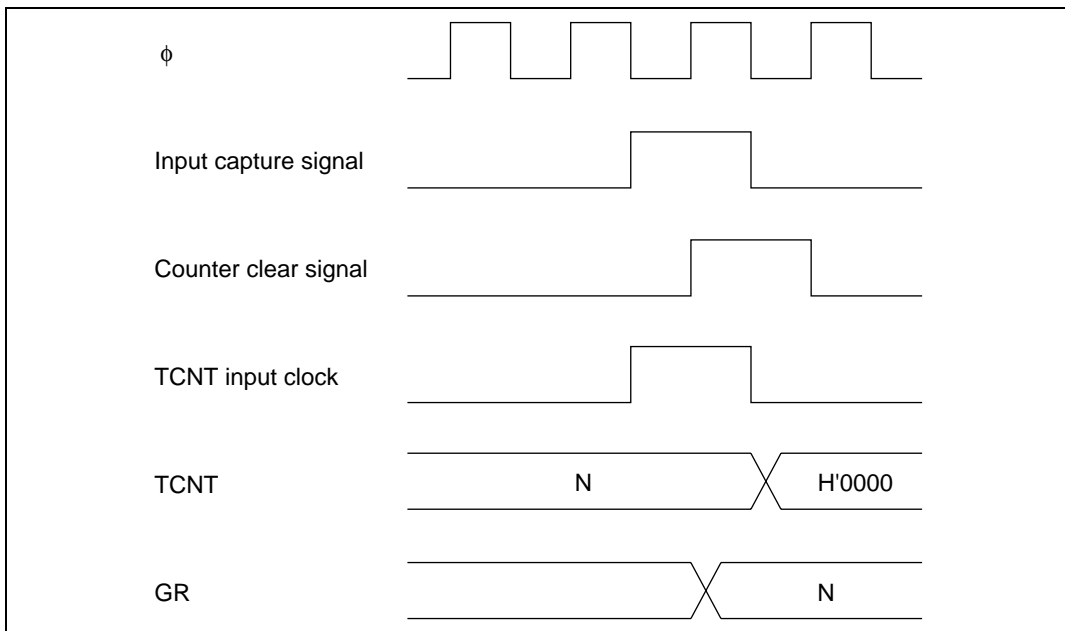 φ
Input capture signal
Counter clear signal
TCNT input clock
TCNT N H'0000
GR N